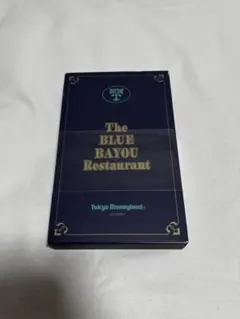 The
BLUE
BAYOU
Restaurant
Tokyo Disneyland